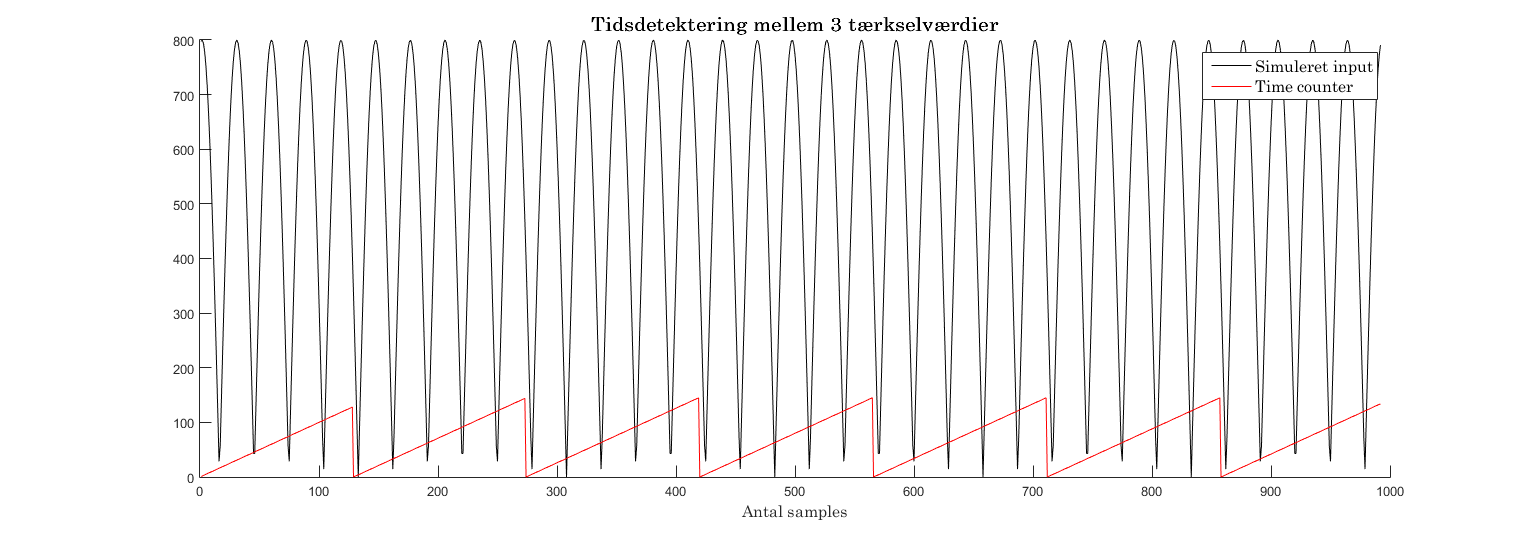 Tidsdetektering mellem 3 tærkselværdier
800
700
600
500
400
300
200
100
0
Simuleret input
Time counter
0 100 200 300 400 500 600 700 800 900 1000
Antal samples